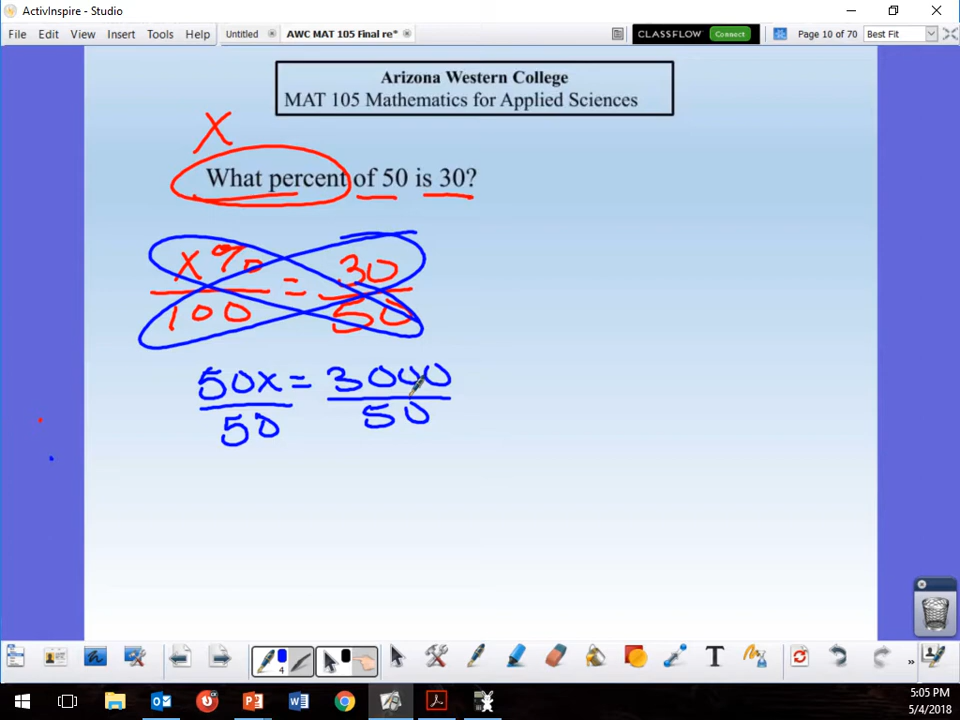 ActivInspire - Studio
File Edit View Insert Tools Help Untitled AWC MAT 105 Final re* CLASSFLOW Connect Page 10 of 70 Best Fit
Arizona Western College
MAT 105 Mathematics for Applied Sciences
X
What percent of 50 is 30?
x% = 30
100 50
50x = 3000
50 50
4
T »
5:05 PM
5/4/2018